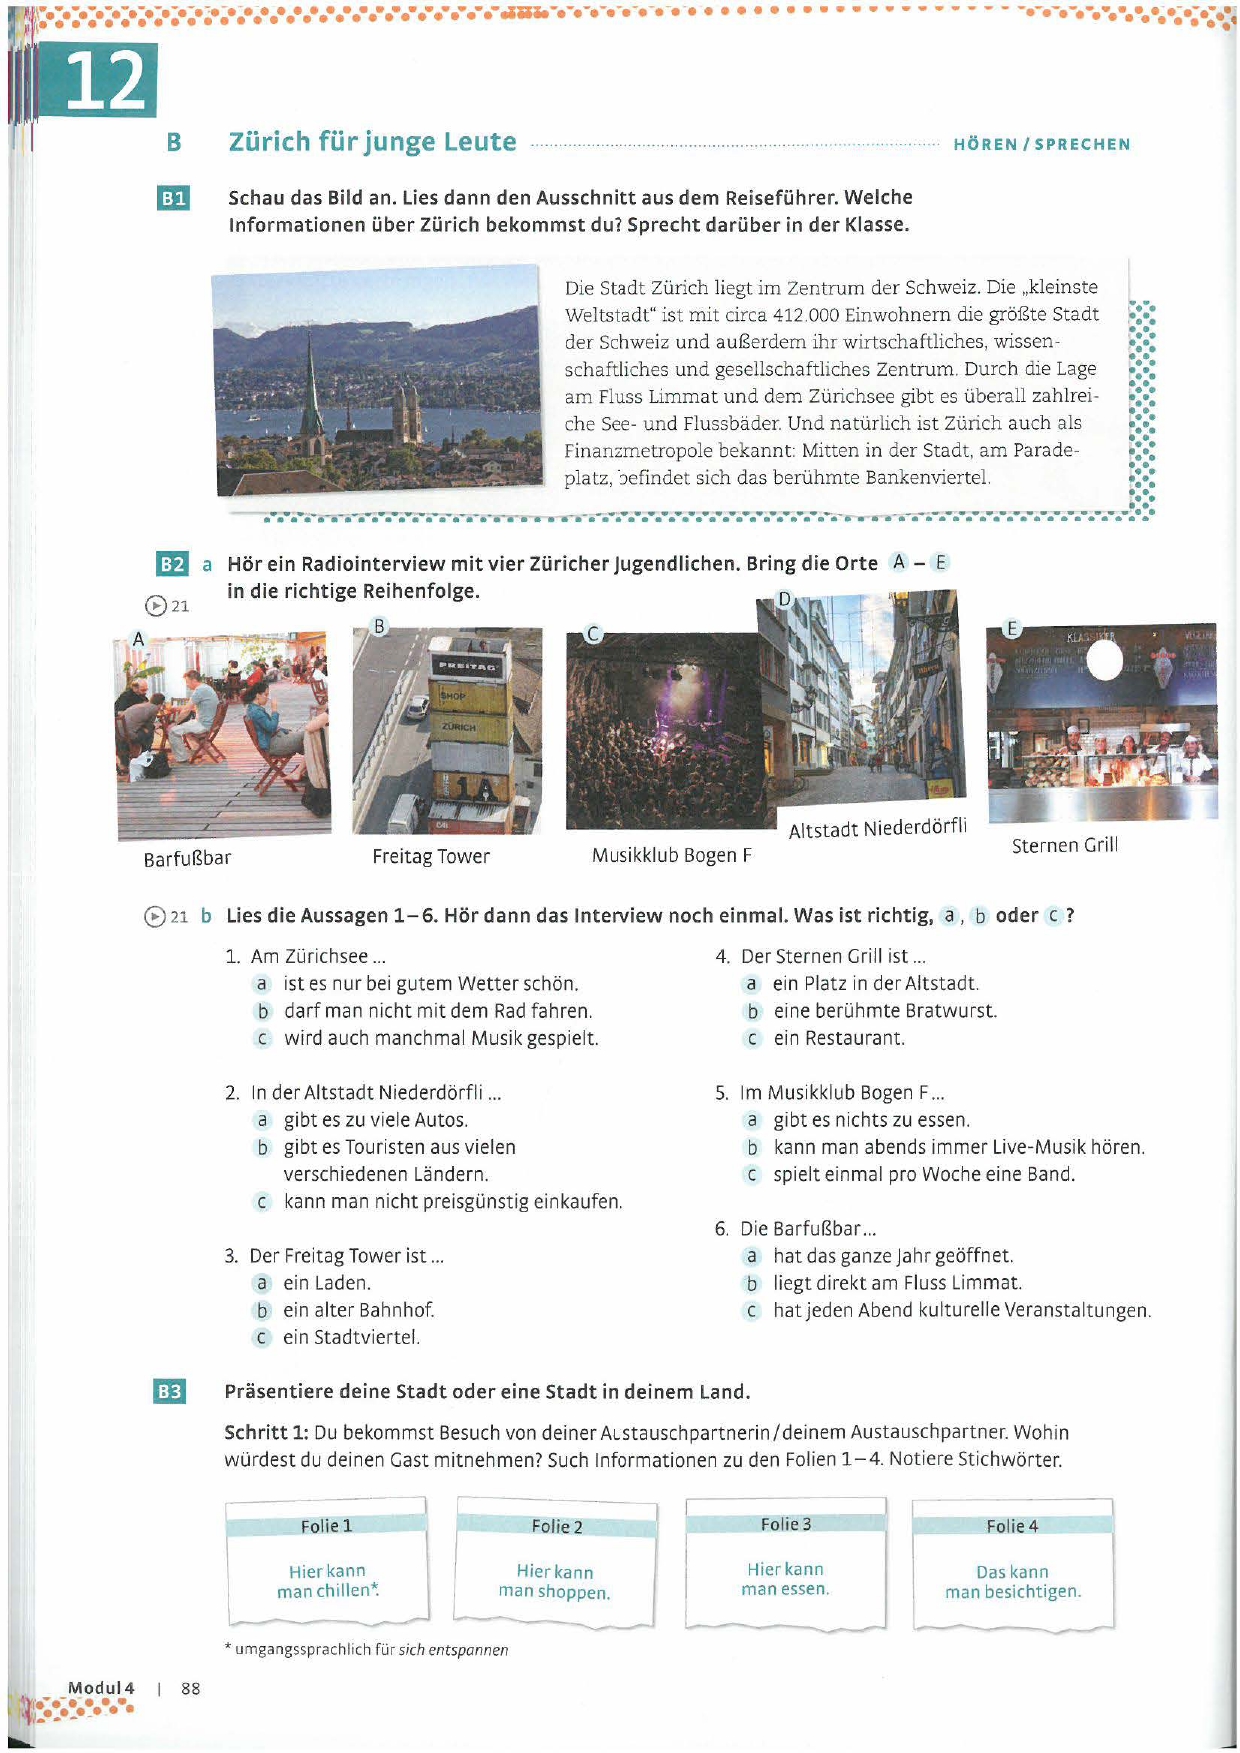 12
B Zürich für junge Leute HÖREN / SPRECHEN
B1 Schau das Bild an. Lies dann den Ausschnitt aus dem Reiseführer. Welche
Informationen über Zürich bekommst du? Sprecht darüber in der Klasse.
Die Stadt Zürich liegt im Zentrum der Schweiz. Die „kleinste
Weltstadt“ ist mit circa 412.000 Einwohnern die größte Stadt
der Schweiz und außerdem ihr wirtschaftliches, wissen-
schaftliches und gesellschaftliches Zentrum. Durch die Lage
am Fluss Limmat und dem Zürichsee gibt es überall zahlrei-
che See- und Flussbäder. Und natürlich ist Zürich auch als
Finanzmetropole bekannt: Mitten in der Stadt, am Parade-
platz, befindet sich das berühmte Bankenviertel.
B2 a Hör ein Radiointerview mit vier Züricher Jugendlichen. Bring die Orte A – E
in die richtige Reihenfolge.
21
A
B
C
D
E
FREITAG
SHOP
ZÜRICH
KLASSIKER
Barfußbar
Freitag Tower
Musikklub Bogen F
Altstadt Niederdörfli
Sternen Grill
21 b Lies die Aussagen 1–6. Hör dann das Interview noch einmal. Was ist richtig, a, b oder c?
1. Am Zürichsee ...
a ist es nur bei gutem Wetter schön.
b darf man nicht mit dem Rad fahren.
c wird auch manchmal Musik gespielt.
2. In der Altstadt Niederdörfli ...
a gibt es zu viele Autos.
b gibt es Touristen aus vielen
verschiedenen Ländern.
c kann man nicht preisgünstig einkaufen.
3. Der Freitag Tower ist ...
a ein Laden.
b ein alter Bahnhof.
c ein Stadtviertel.
4. Der Sternen Grill ist ...
a ein Platz in der Altstadt.
b eine berühmte Bratwurst.
c ein Restaurant.
5. Im Musikklub Bogen F ...
a gibt es nichts zu essen.
b kann man abends immer Live-Musik hören.
c spielt einmal pro Woche eine Band.
6. Die Barfußbar ...
a hat das ganze Jahr geöffnet.
b liegt direkt am Fluss Limmat.
c hat jeden Abend kulturelle Veranstaltungen.
B3 Präsentiere deine Stadt oder eine Stadt in deinem Land.
Schritt 1: Du bekommst Besuch von deiner Austauschpartnerin/deinem Austauschpartner. Wohin
würdest du deinen Gast mitnehmen? Such Informationen zu den Folien 1–4. Notiere Stichwörter.
Folie 1
Hier kann
man chillen*.
Folie 2
Hier kann
man shoppen.
Folie 3
Hier kann
man essen.
Folie 4
Das kann
man besichtigen.
* umgangssprachlich für sich entspannen
Modul 4 | 88